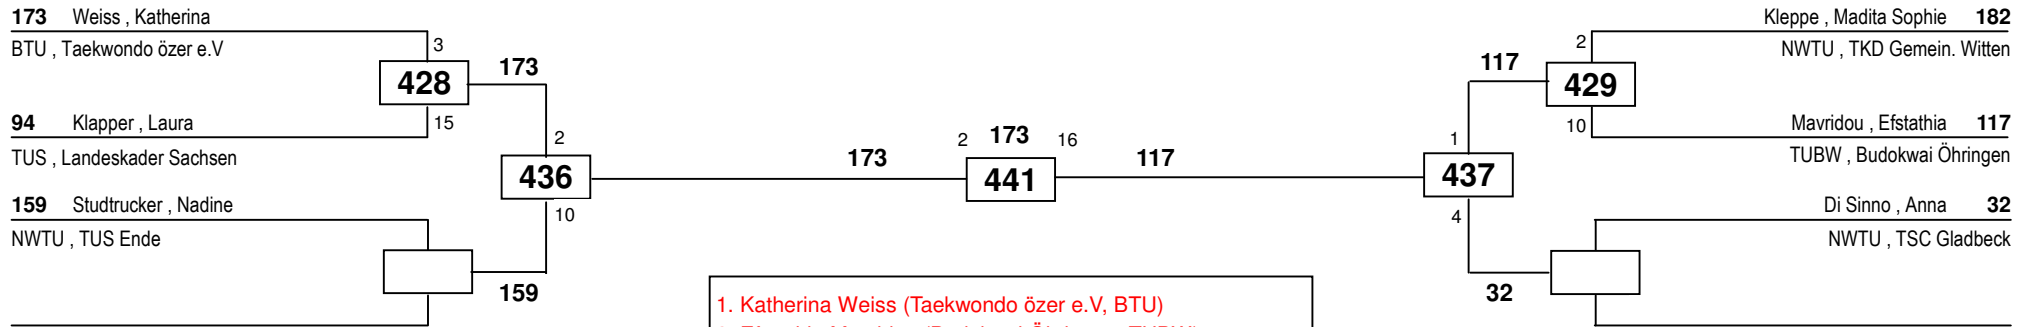 173 Weiss , Katherina
BTU , Taekwondo özer e.V
3
428
173
15
94 Klapper , Laura
TUS , Landeskader Sachsen
2
436
10
159 Studtrucker , Nadine
NWTU , TUS Ende
159
173
2 173 16
441
117
Kleppe , Madita Sophie 182
NWTU , TKD Gemein. Witten
2
429
117
10
Mavridou , Efstathia 117
TUBW , Budokwai Öhringen
1
437
4
Di Sinno , Anna 32
NWTU , TSC Gladbeck
32
1. Katherina Weiss (Taekwondo özer e.V, BTU)